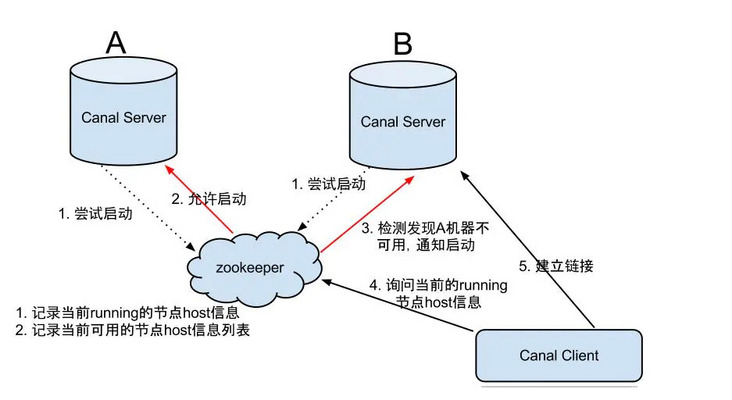 A
B
Canal Server
Canal Server
1. 尝试启动
2. 允许启动
1. 尝试启动
3. 检测发现A机器不
可用, 通知启动
zookeeper
5. 建立链接
4. 询问当前的running
节点host信息
1. 记录当前running的节点host信息
2. 记录当前可用的节点host信息列表
Canal Client